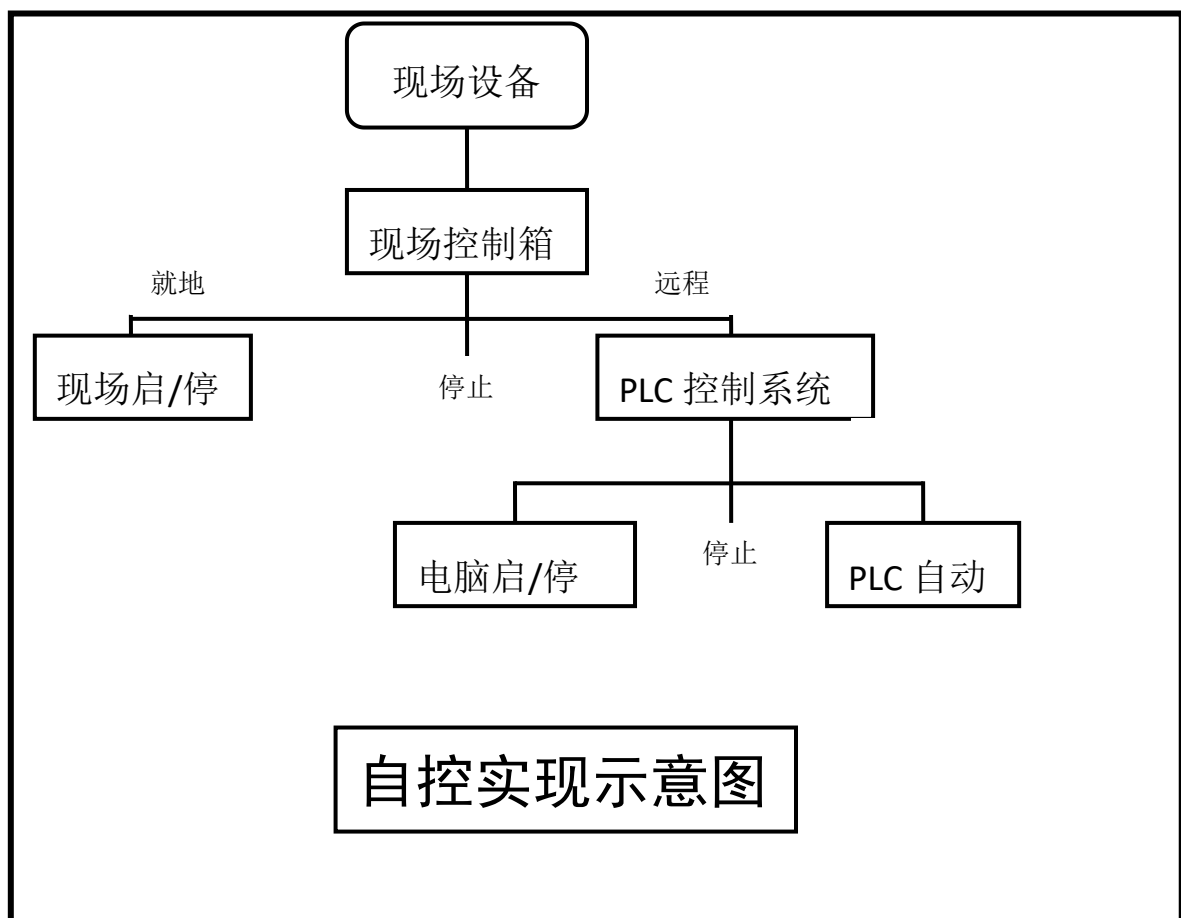 现场设备
现场控制箱
就地
远程
现场启/停
停止
PLC 控制系统
电脑启/停
停止
PLC 自动
自控实现示意图